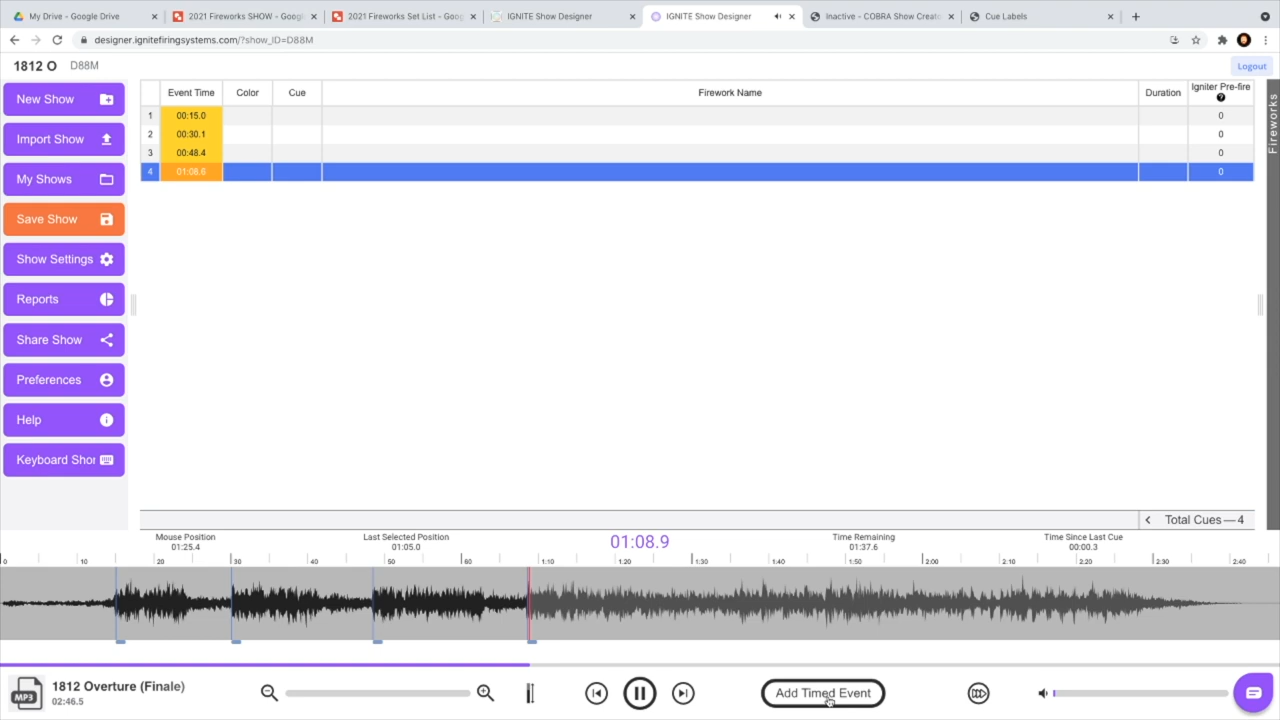 My Drive - Google Drive
2021 Fireworks SHOW - Googl
2021 Fireworks Set List - Goog
IGNITE Show Designer
IGNITE Show Designer
Inactive - COBRA Show Creato
Cue Labels
designer.ignitefiringsystems.com/?show_ID=D88M
1812 O D88M
Logout
New Show
Import Show
My Shows
Save Show
Show Settings
Reports
Share Show
Preferences
Help
Keyboard Shor
Event Time Color Cue Firework Name Duration Igniter Pre-fire
1 00:15.0 0
2 00:30.1 0
3 00:48.4 0
4 01:08.6 0
Fireworks
Total Cues—4
Mouse Position
01:25.4
Last Selected Position
01:05.0
01:08.9
Time Remaining
01:37.6
Time Since Last Cue
00:00.3
0 10 20 30 40 50 60 1:10 1:20 1:30 1:40 1:50 2:00 2:10 2:20 2:30 2:40
MP3
1812 Overture (Finale)
02:46.5
Add Timed Event